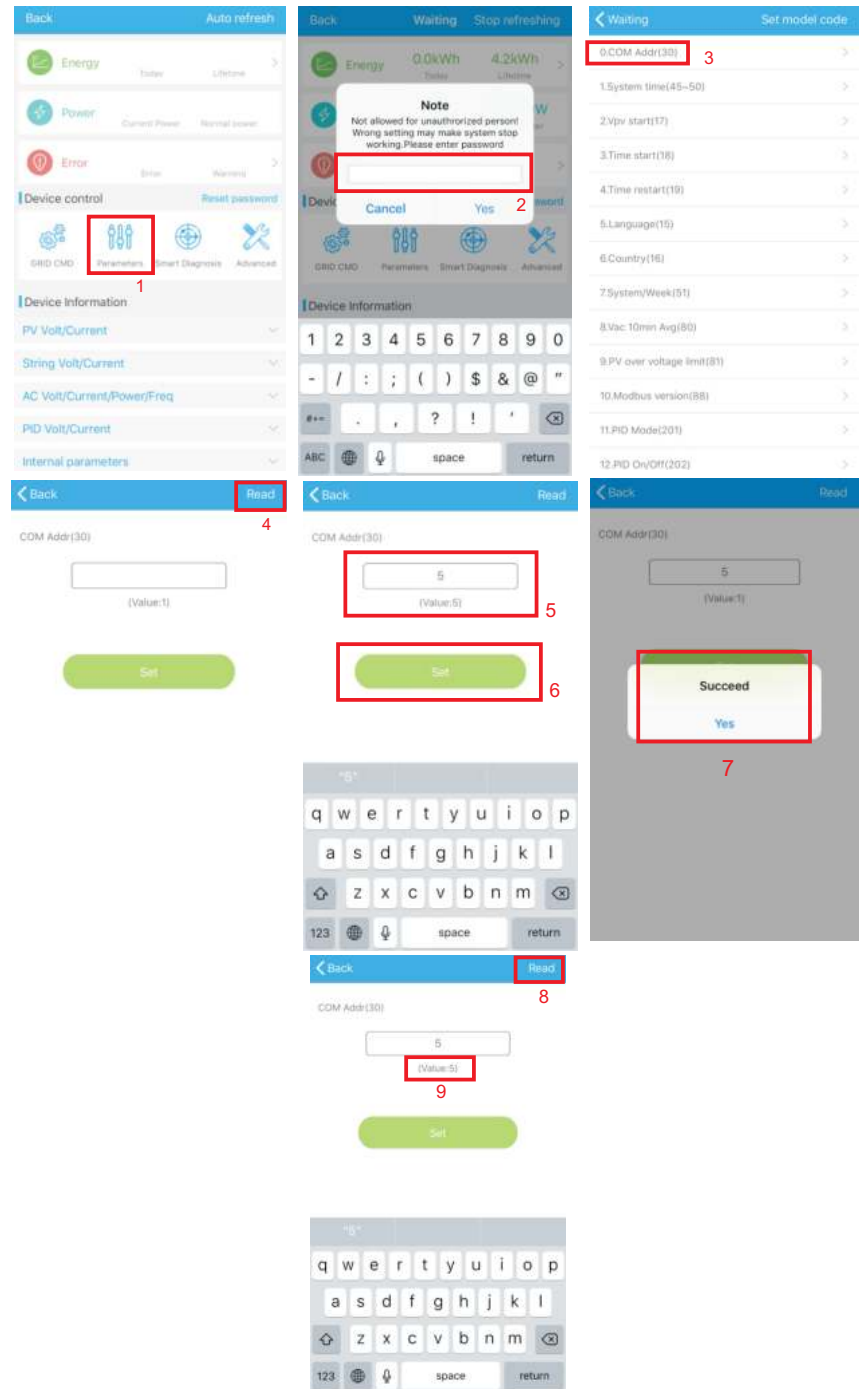 Back Auto refresh
Energy
Today Lifetime
Power
Current Power Normal power
Error
Error Warning
Device control Reset password
GRID CMD Parameters Smart Diagnosis Advanced
1
Device Information
PV Volt/Current
String Volt/Current
AC Volt/Current/Power/Freq
PID Volt/Current
Internal parameters
Back Waiting Stop refreshing
Energy 0.0kWh 4.2kWh
Today Lifetime
W
Note
Not allowed for unauthrorized person!
Wrong setting may make system stop
working.Please enter password
Cancel Yes
2
GRID CMD Parameters Smart Diagnosis Advanced
Device Information
1 2 3 4 5 6 7 8 9 0
- / : ; ( ) $ & @ "
#+= . , ? ! '
ABC space return
Waiting Set model code
0.COM Addr(30)
3
1.System time(45~50)
2.Vpv start(17)
3.Time start(18)
4.Time restart(19)
5.Language(15)
6.Country(16)
7.System/Week(51)
8.Vac 10min Avg(80)
9.PV over voltage limit(81)
10.Modbus version(88)
11.PID Mode(201)
12.PID On/Off(202)
Back Read
4
COM Addr(30)
(Value:1)
Set
Back Read
COM Addr(30)
5
(Value:5)
5
Set
6
"5"
q w e r t y u i o p
a s d f g h j k l
z x c v b n m
123 space return
Back Read
COM Addr(30)
5
(Value:1)
Succeed
Yes
7
Back Read
8
COM Addr(30)
5
(Value:5)
9
Set
"5"
q w e r t y u i o p
a s d f g h j k l
z x c v b n m
123 space return